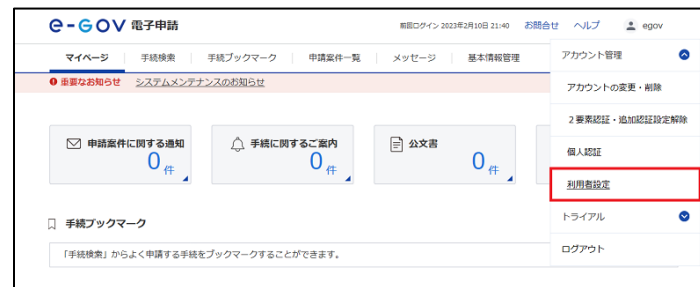 e-GOV 電子申請
前回ログイン 2023年2月10日 21:40 お問合せ ヘルプ egov
マイページ 手続検索 手続ブックマーク 申請案件一覧 メッセージ 基本情報管理
重要なお知らせ システムメンテナンスのお知らせ
申請案件に関する通知
0 件
手続に関するご案内
0 件
公文書
0 件
手続ブックマーク
「手続検索」からよく申請する手続をブックマークすることができます。
アカウント管理
アカウントの変更・削除
2要素認証・追加認証設定解除
個人認証
利用者設定
トライアル
ログアウト